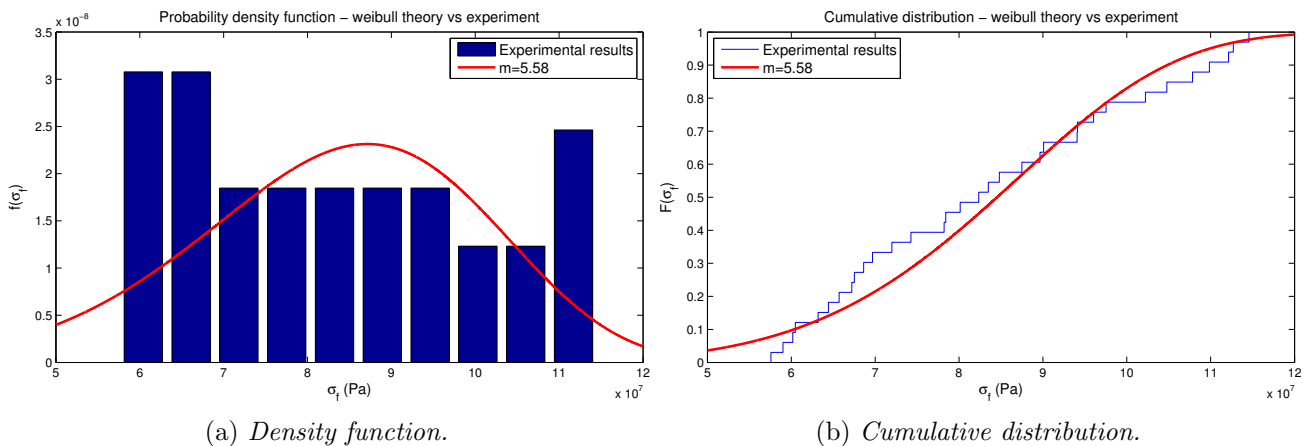 Probability density function – weibull theory vs experiment
x 10^-8
3.5
3
2.5
2
1.5
1
0.5
0
f(σ_f)
Experimental results
m=5.58
5 6 7 8 9 10 11 12
x 10^7
σ_f (Pa)
(a) Density function.
Cumulative distribution – weibull theory vs experiment
1
0.9
0.8
0.7
0.6
0.5
0.4
0.3
0.2
0.1
0
F(σ_f)
Experimental results
m=5.58
5 6 7 8 9 10 11 12
x 10^7
σ_f (Pa)
(b) Cumulative distribution.